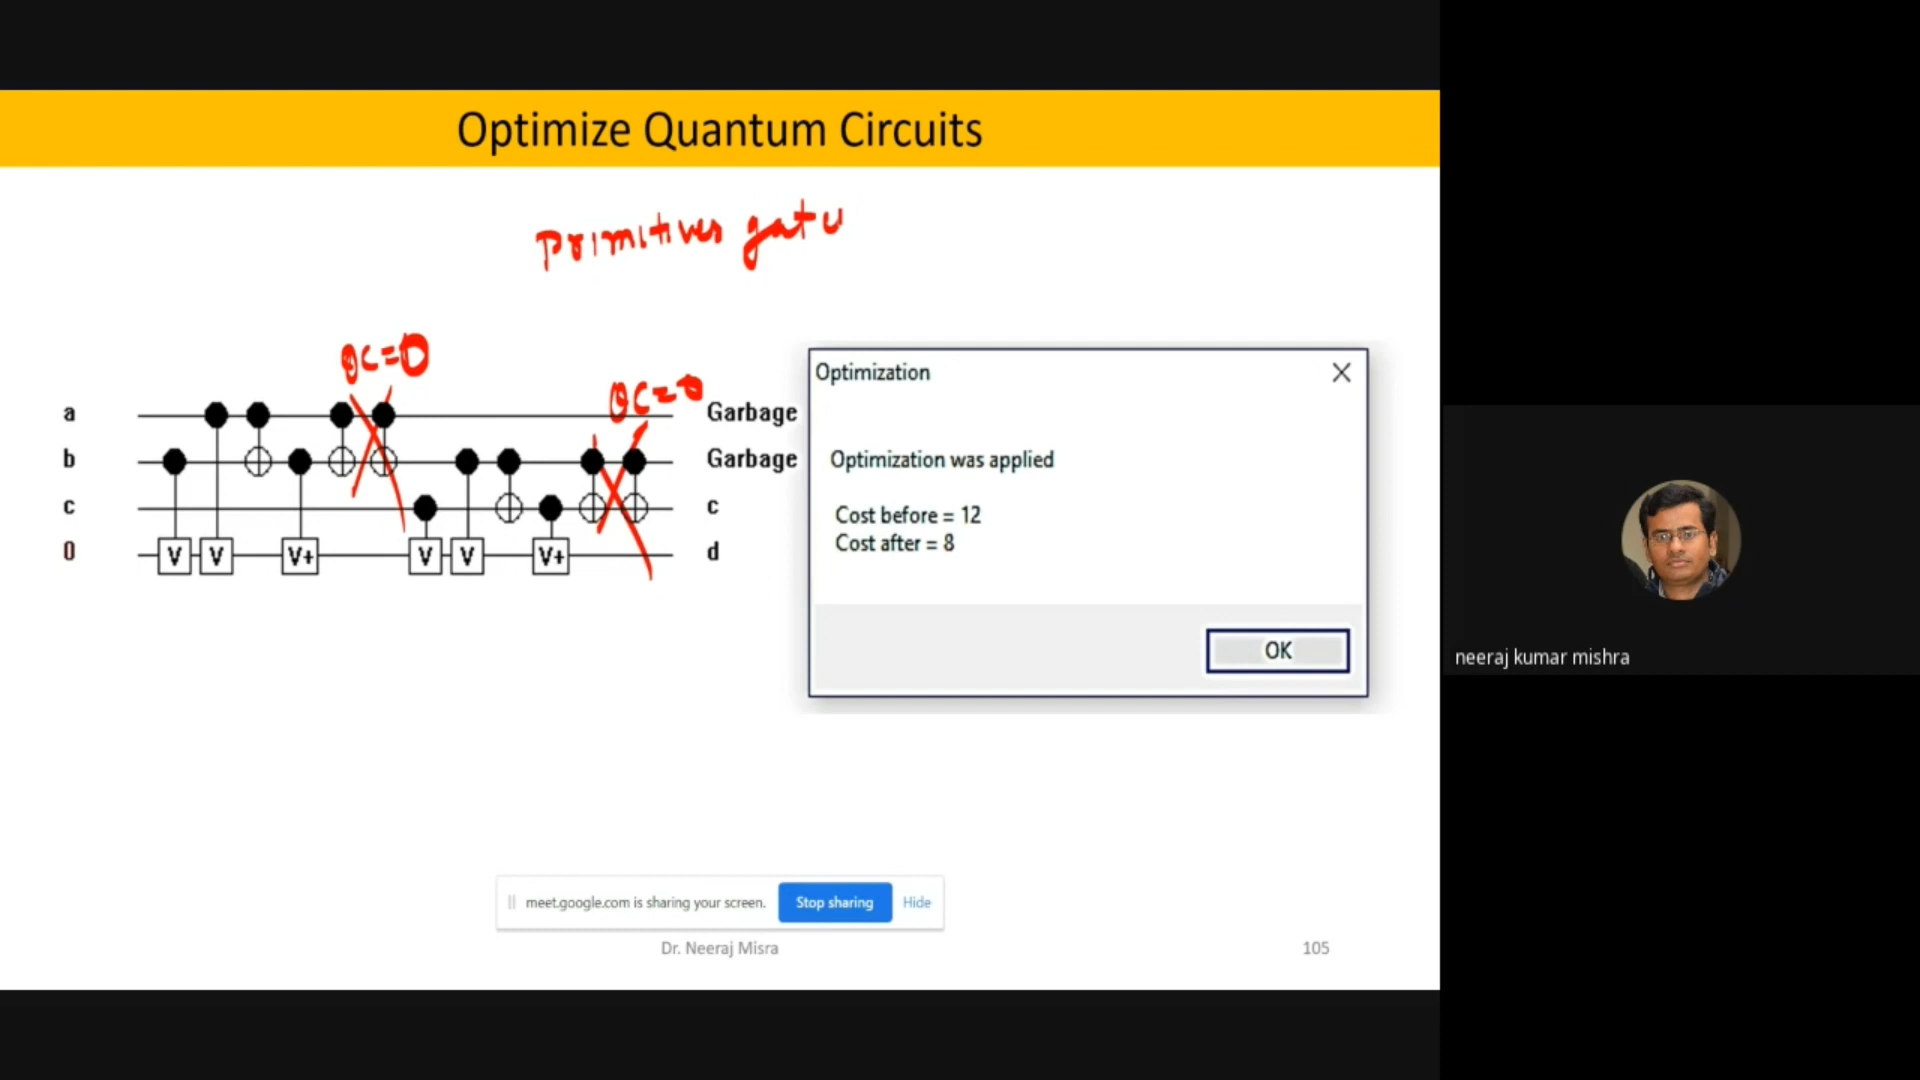 Optimize Quantum Circuits
Primitives gate
QC=0
QC=0
a
Garbage
b
Garbage
c
c
0
V V V+ V V V+
d
Optimization
Optimization was applied
Cost before = 12
Cost after = 8
OK
neeraj kumar mishra
meet.google.com is sharing your screen. Stop sharing Hide
Dr. Neeraj Misra
105